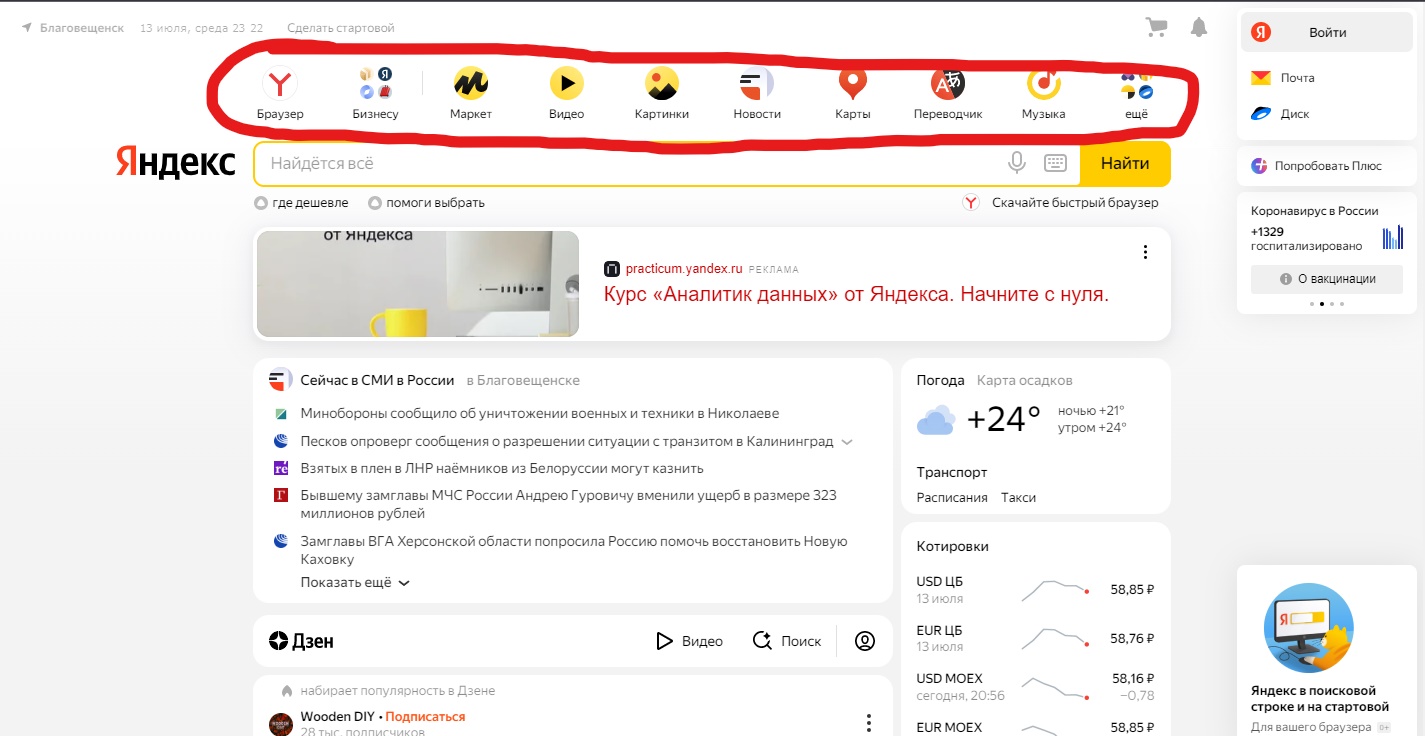 Благовещенск 13 июля, среда 23 22 Сделать стартовой
Войти
Браузер Бизнесу Маркет Видео Картинки Новости Карты Переводчик Музыка ещё
Почта
Диск
Яндекс Найдётся всё Найти
Попробовать Плюс
где дешевле помоги выбрать Скачайте быстрый браузер
Коронавирус в России
+1329
госпитализировано
О вакцинации
от Яндекса
practicum.yandex.ru РЕКЛАМА
Курс «Аналитик данных» от Яндекса. Начните с нуля.
Сейчас в СМИ в России в Благовещенске
Минобороны сообщило об уничтожении военных и техники в Николаеве
Песков опроверг сообщения о разрешении ситуации с транзитом в Калининград
Взятых в плен в ЛНР наёмников из Белоруссии могут казнить
Бывшему замглавы МЧС России Андрею Гуровичу вменили ущерб в размере 323
миллионов рублей
Замглавы ВГА Херсонской области попросила Россию помочь восстановить Новую
Каховку
Показать ещё
Погода Карта осадков
+24° ночью +21°
утром +24°
Транспорт
Расписания Такси
Котировки
USD ЦБ 58,85 ₽
13 июля
EUR ЦБ 58,76 ₽
13 июля
USD MOEX 58,16 ₽
сегодня, 20:56 −0,78
EUR MOEX 58,85 ₽
Дзен Видео Поиск
набирает популярность в Дзене
Wooden DIY • Подписаться
28 тыс. подписчиков
Яндекс в поисковой
строке и на стартовой
Для вашего браузера 0+